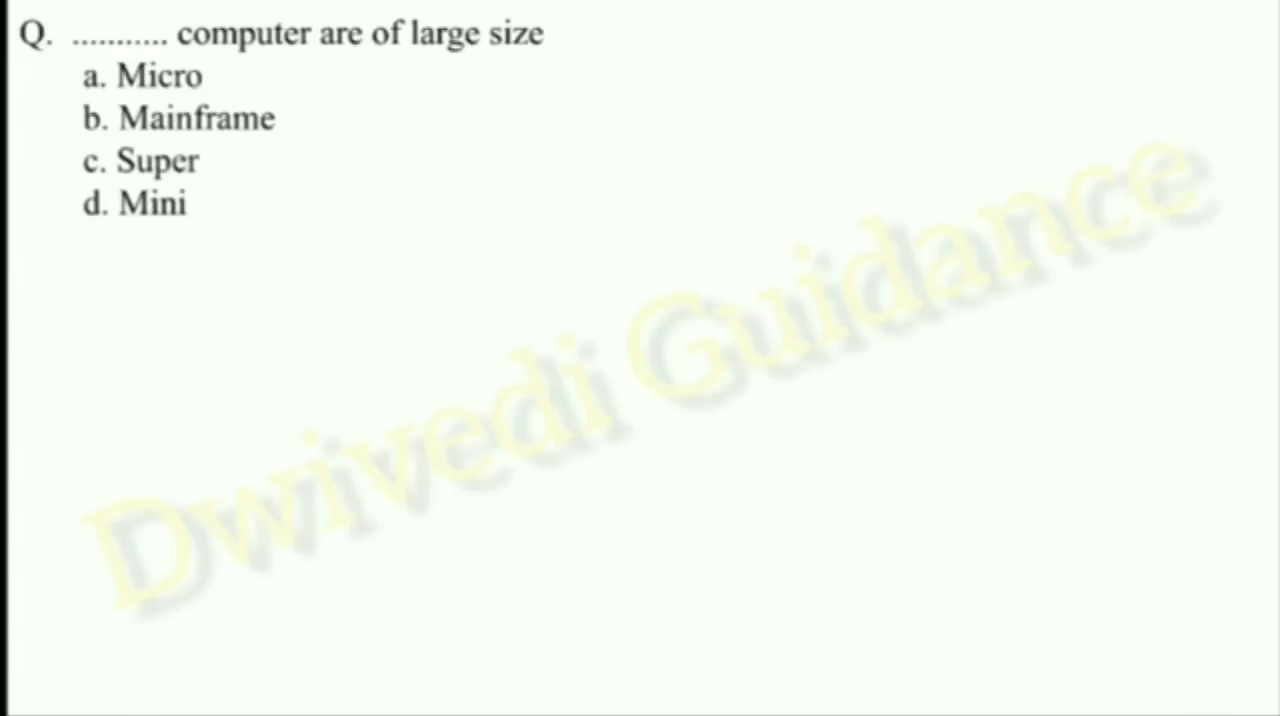 Q. ........... computer are of large size
a. Micro
b. Mainframe
c. Super
d. Mini
Dwivedi Guidance